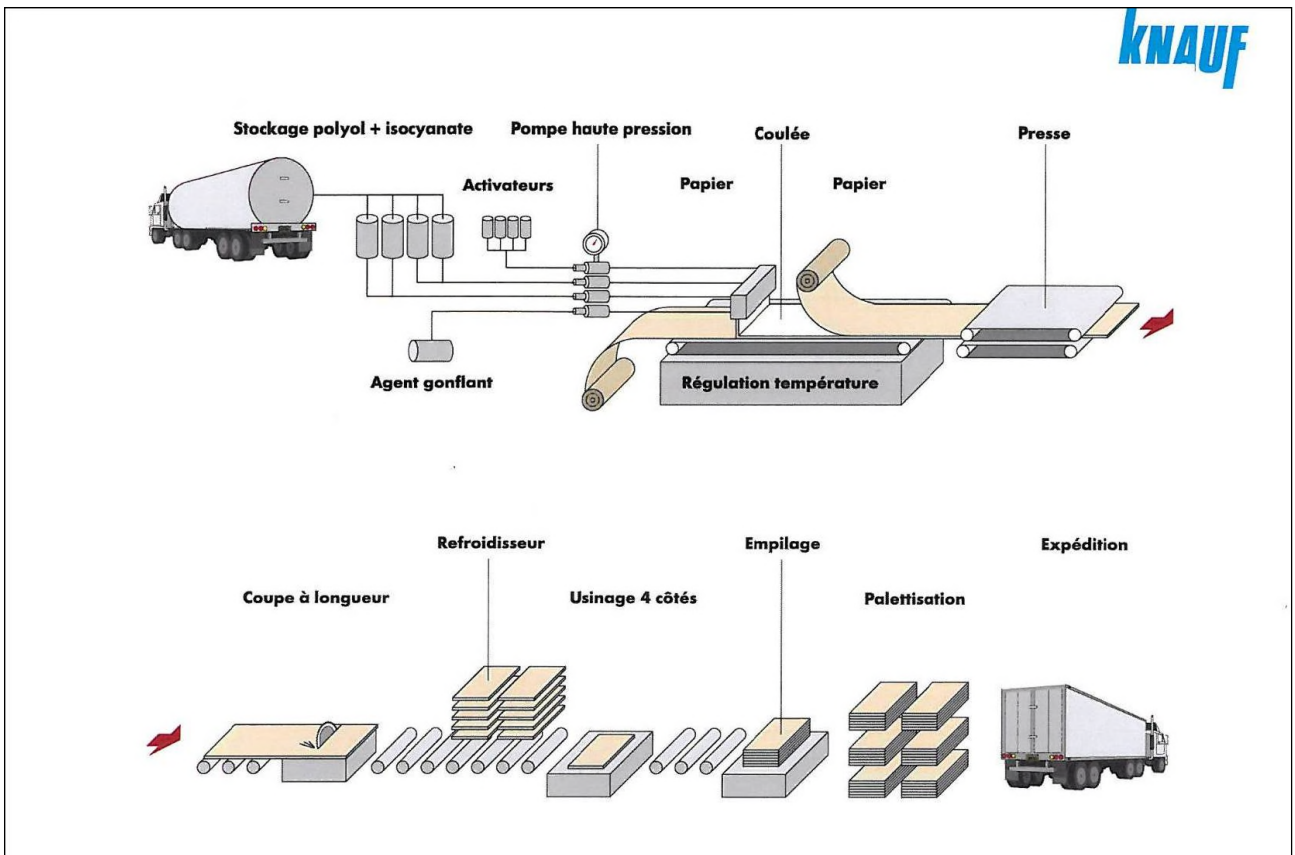 KNAUF
Stockage polyol + isocyanate
Pompe haute pression
Coulée
Presse
Activateurs
Papier
Papier
Agent gonflant
Régulation température
Refroidisseur
Empilage
Expédition
Coupe à longueur
Usinage 4 côtés
Palettisation